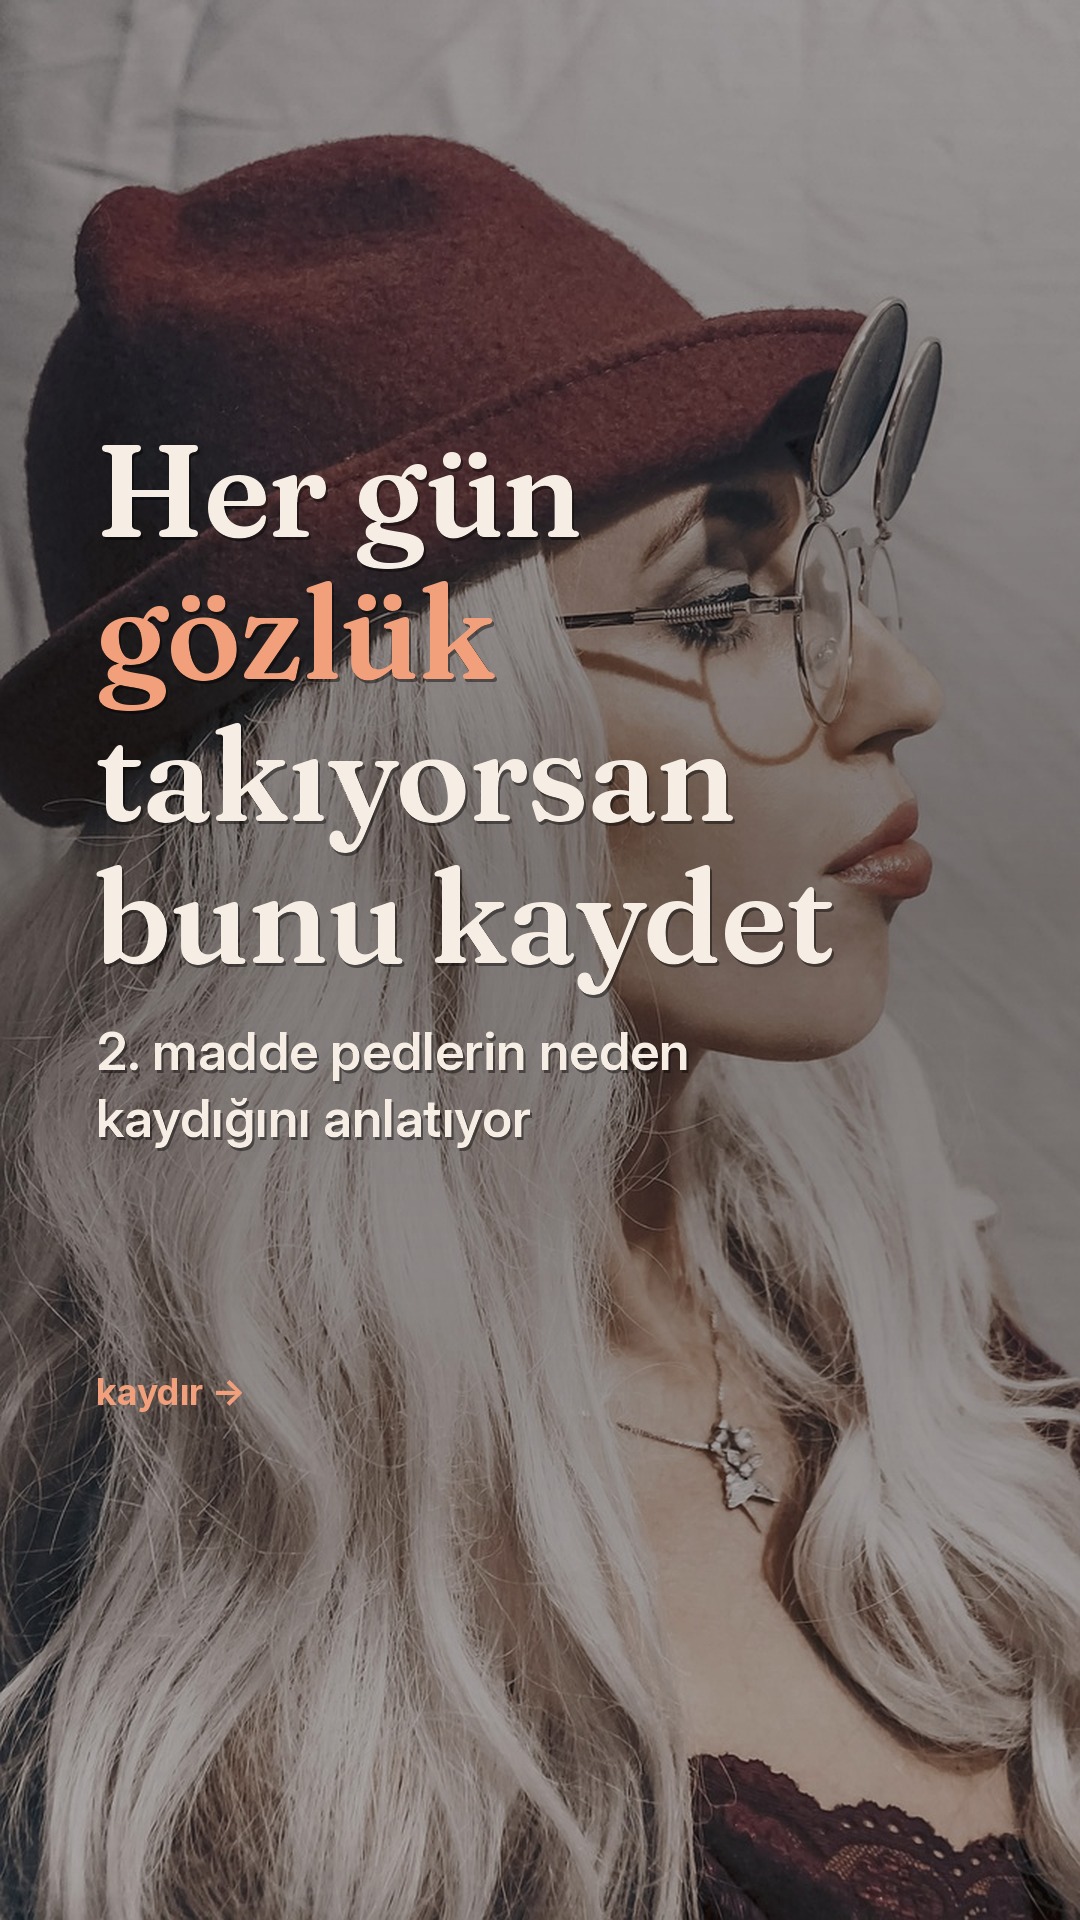 Her gün
gözlük
takıyorsan
bunu kaydet
2. madde pedlerin neden
kaydığını anlatıyor
kaydır →